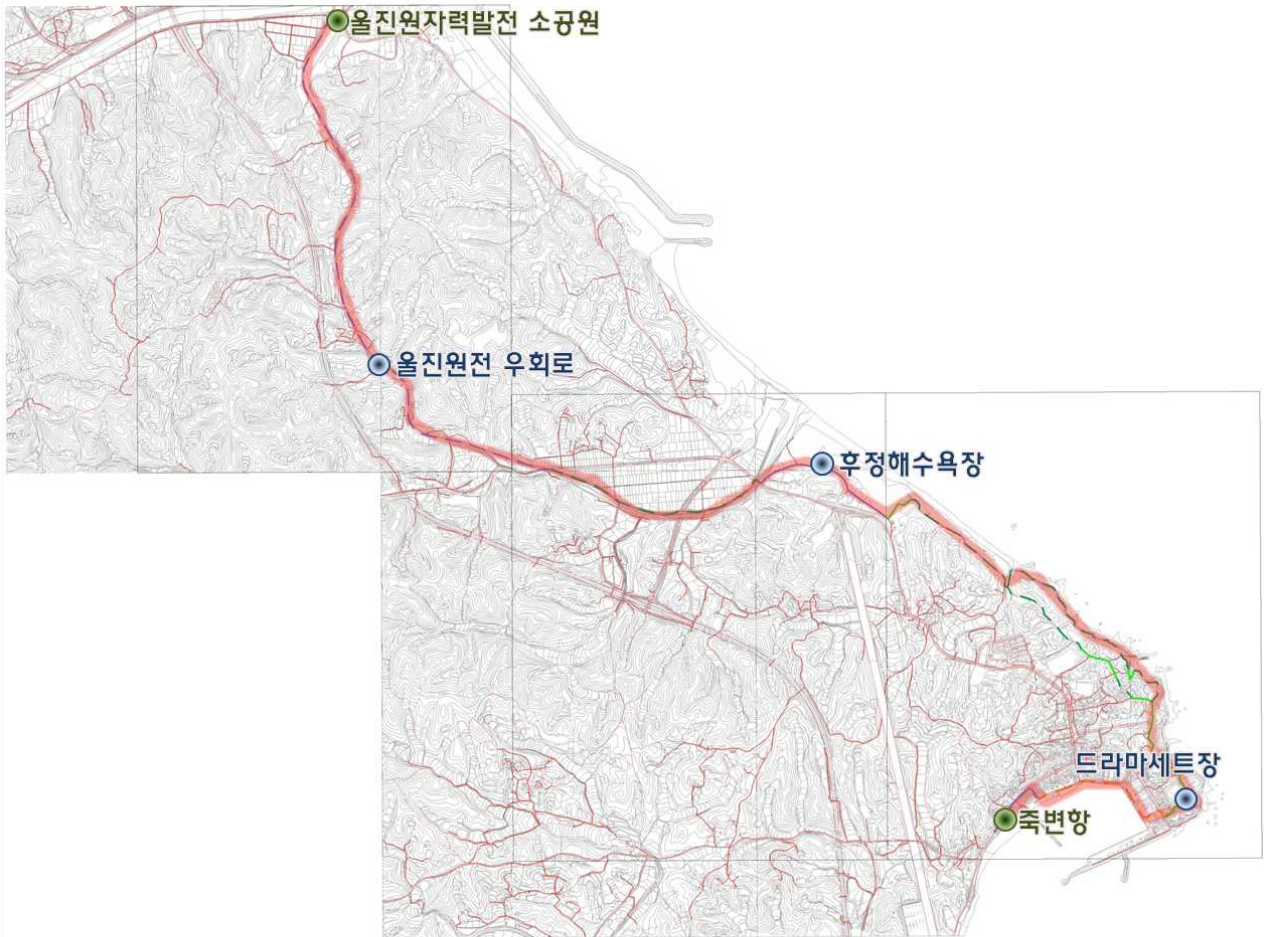 울진원자력발전 소공원
울진원전 우회로
후정해수욕장
드라마세트장
죽변항